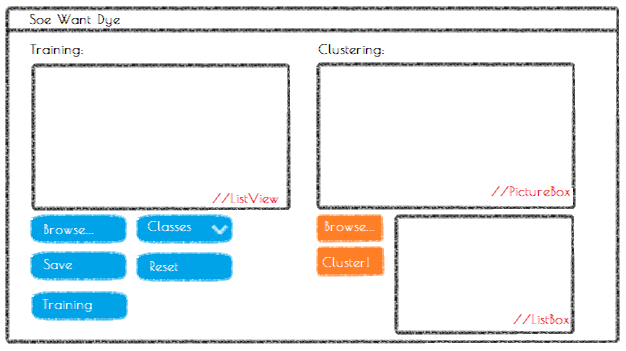 Soe Want Dye
Training:
Clustering:
//ListView
//PictureBox
Browse...
Classes
Save
Reset
Training
Browse...
Cluster!
//ListBox